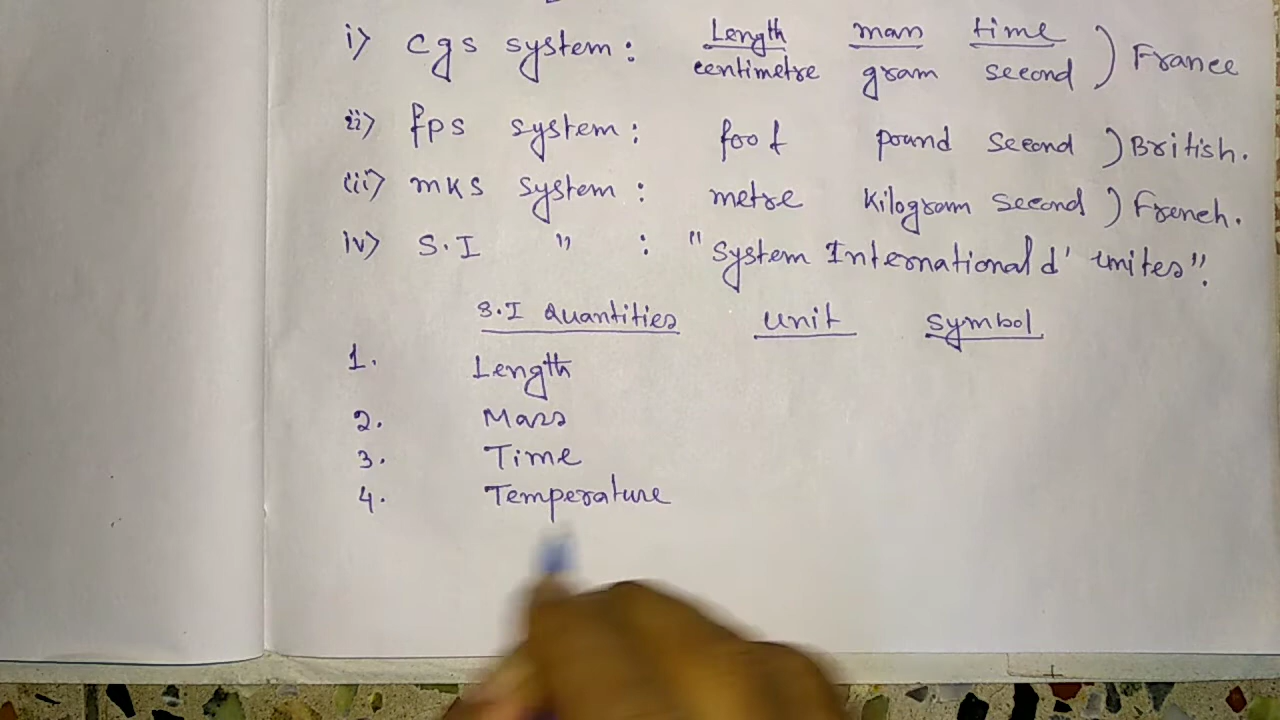 Length man time
i) cgs system : centimetre gram second ) France
ii) fps system : foot pound second ) British.
iii) mks system : metre kilogram second ) French.
iv) S.I " : "System International d' unites".
S.I Quantities unit symbol
1. Length
2. Mass
3. Time
4. Temperature